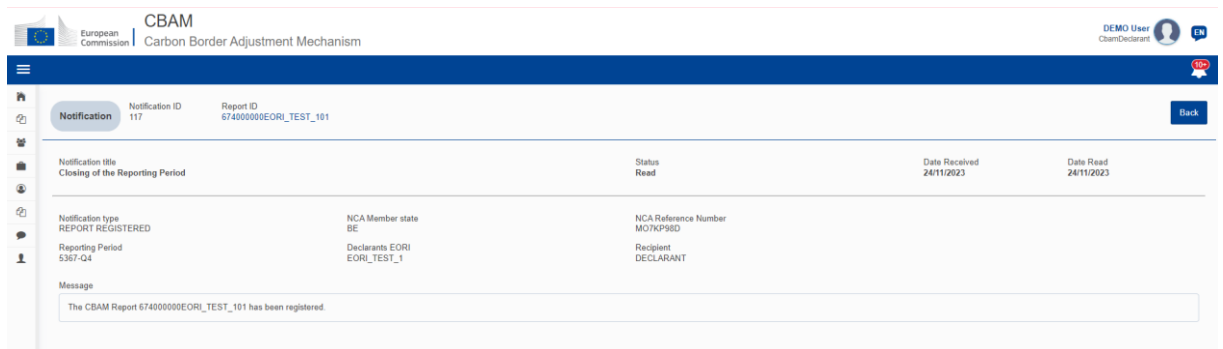 European
Commission
CBAM
Carbon Border Adjustment Mechanism
DEMO User
CbamDeclarant
EN
10+
Notification
Notification ID
117
Report ID
674000000EORI_TEST_101
Back
Notification title
Closing of the Reporting Period
Status
Read
Date Received
24/11/2023
Date Read
24/11/2023
Notification type
REPORT REGISTERED
NCA Member state
BE
NCA Reference Number
MO7KP98D
Reporting Period
5367-Q4
Declarants EORI
EORI_TEST_1
Recipient
DECLARANT
Message
The CBAM Report 674000000EORI_TEST_101 has been registered.